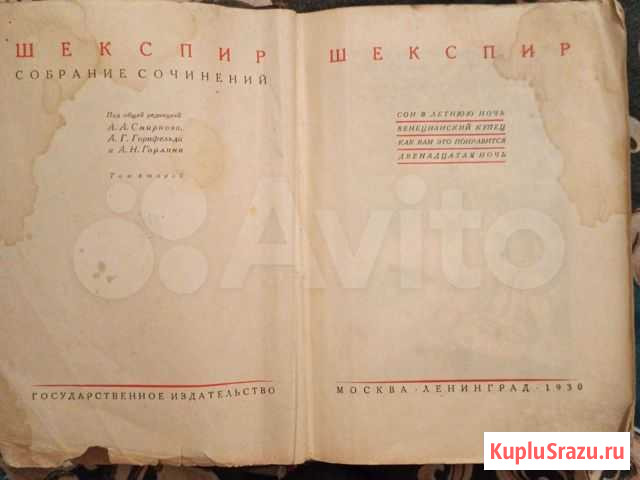 ШЕКСПИР
СОБРАНИЕ СОЧИНЕНИЙ
Под общей редакцией
А. А. Смирнова,
А. Г. Горнфельда
и А. Н. Горлина
Том второй
ГОСУДАРСТВЕННОЕ ИЗДАТЕЛЬСТВО
ШЕКСПИР
СОН В ЛЕТНЮЮ НОЧЬ
ВЕНЕЦИАНСКИЙ КУПЕЦ
КАК ВАМ ЭТО ПОНРАВИТСЯ
ДВЕНАДЦАТАЯ НОЧЬ
МОСКВА · ЛЕНИНГРАД · 1930
Avito
KupluSrazu.ru